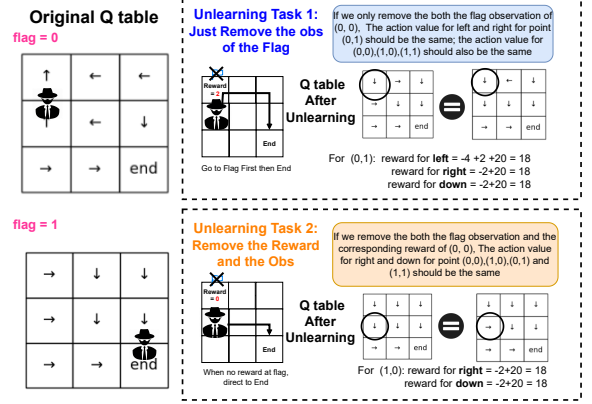 Original Q table
flag = 0
↑ ← ←
↑ ← ↓
→ → end
flag = 1
→ ↓ ↓
→ ↓ ↓
→ → end
Unlearning Task 1:
Just Remove the obs
of the Flag
If we only remove the both the flag observation of
(0, 0), The action value for left and right for point
(0,1) should be the same; the action value for
(0,0),(1,0),(1,1) should also be the same
Reward
= 2
End
Go to Flag First then End
Q table
After
Unlearning
↓ → ↓
→ ↓ ↓
→ → end
=
↓ ← ↓
↓ ↓ ↓
→ → end
For (0,1): reward for left = -4 +2 +20 = 18
reward for right = -2+20 = 18
reward for down = -2+20 = 18
Unlearning Task 2:
Remove the Reward
and the Obs
If we remove the both the flag observation and the
corresponding reward of (0, 0), The action value
for right and down for point (0,0),(1,0),(0,1) and
(1,1) should be the same
Reward
= 0
End
When no reward at flag,
direct to End
Q table
After
Unlearning
↓ ↓ ↓
↓ ↓ ↓
→ → end
=
↓ ↓ ↓
→ ↓ ↓
→ → end
For (1,0): reward for right = -2+20 = 18
reward for down = -2+20 = 18